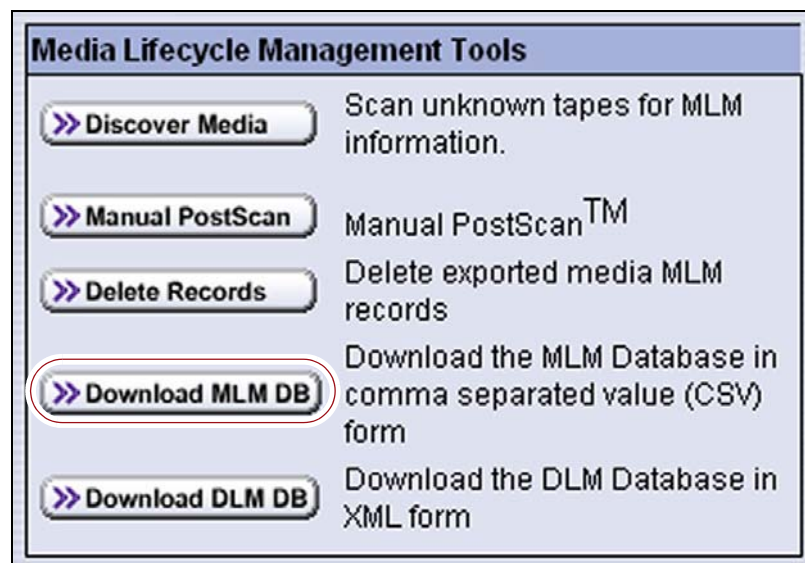 Media Lifecycle Management Tools
>> Discover Media
Scan unknown tapes for MLM
information.
>> Manual PostScan
Manual PostScan™
>> Delete Records
Delete exported media MLM
records
>> Download MLM DB
Download the MLM Database in
comma separated value (CSV)
form
>> Download DLM DB
Download the DLM Database in
XML form